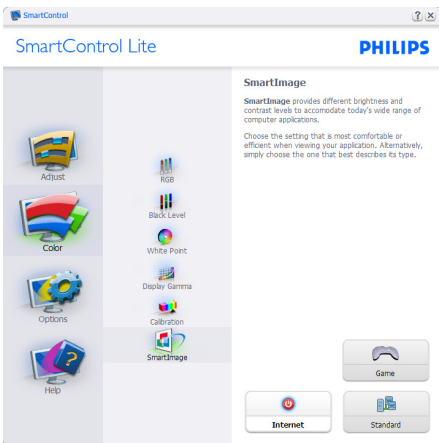 SmartControl
SmartControl Lite
PHILIPS
Adjust
Color
Options
Help
RGB
Black Level
White Point
Display Gamma
Calibration
SmartImage
SmartImage
SmartImage provides different brightness and
contrast levels to accomodate today's wide range of
computer applications.
Choose the setting that is most comfortable or
efficient when viewing your application. Alternatively,
simply choose the one that best describes its type.
Game
Internet
Standard